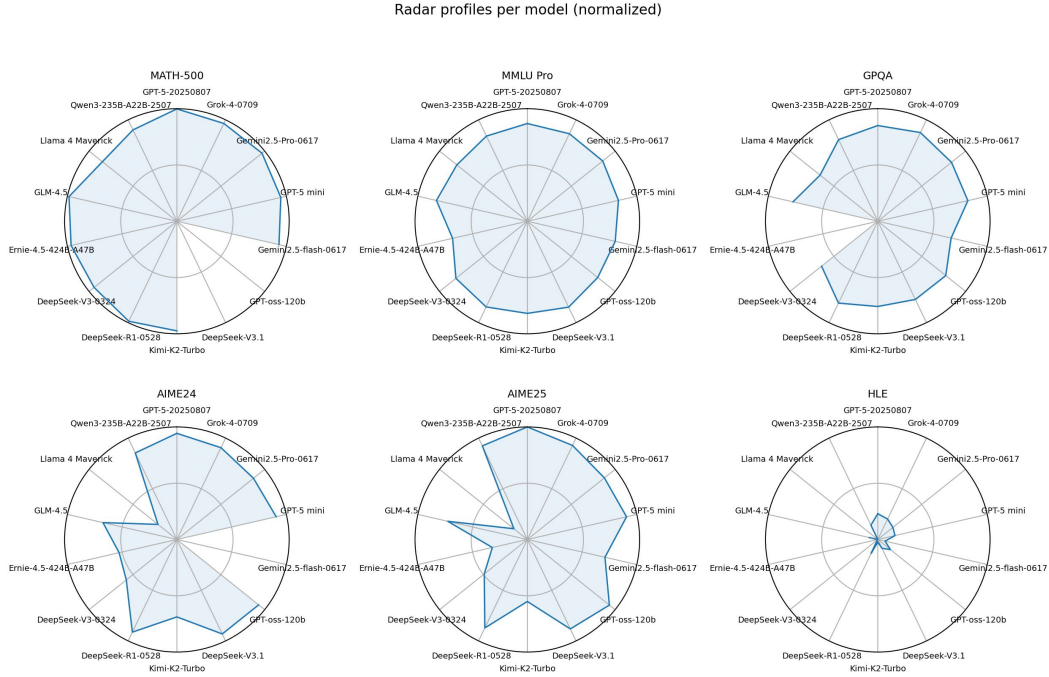 Radar profiles per model (normalized)
MATH-500
GPT-5-20250807
Qwen3-235B-A22B-2507
Grok-4-0709
Llama 4 Maverick
Gemini2.5-Pro-0617
GLM-4.5
GPT-5 mini
Ernie-4.5-424B-A47B
Gemini2.5-flash-0617
DeepSeek-V3-0324
GPT-oss-120b
DeepSeek-R1-0528
DeepSeek-V3.1
Kimi-K2-Turbo
MMLU Pro
GPT-5-20250807
Qwen3-235B-A22B-2507
Grok-4-0709
Llama 4 Maverick
Gemini2.5-Pro-0617
GLM-4.5
GPT-5 mini
Ernie-4.5-424B-A47B
Gemini2.5-flash-0617
DeepSeek-V3-0324
GPT-oss-120b
DeepSeek-R1-0528
DeepSeek-V3.1
Kimi-K2-Turbo
GPQA
GPT-5-20250807
Qwen3-235B-A22B-2507
Grok-4-0709
Llama 4 Maverick
Gemini2.5-Pro-0617
GLM-4.5
GPT-5 mini
Ernie-4.5-424B-A47B
Gemini2.5-flash-0617
DeepSeek-V3-0324
GPT-oss-120b
DeepSeek-R1-0528
DeepSeek-V3.1
Kimi-K2-Turbo
AIME24
GPT-5-20250807
Qwen3-235B-A22B-2507
Grok-4-0709
Llama 4 Maverick
Gemini2.5-Pro-0617
GLM-4.5
GPT-5 mini
Ernie-4.5-424B-A47B
Gemini2.5-flash-0617
DeepSeek-V3-0324
GPT-oss-120b
DeepSeek-R1-0528
DeepSeek-V3.1
Kimi-K2-Turbo
AIME25
GPT-5-20250807
Qwen3-235B-A22B-2507
Grok-4-0709
Llama 4 Maverick
Gemini2.5-Pro-0617
GLM-4.5
GPT-5 mini
Ernie-4.5-424B-A47B
Gemini2.5-flash-0617
DeepSeek-V3-0324
GPT-oss-120b
DeepSeek-R1-0528
DeepSeek-V3.1
Kimi-K2-Turbo
HLE
GPT-5-20250807
Qwen3-235B-A22B-2507
Grok-4-0709
Llama 4 Maverick
Gemini2.5-Pro-0617
GLM-4.5
GPT-5 mini
Ernie-4.5-424B-A47B
Gemini2.5-flash-0617
DeepSeek-V3-0324
GPT-oss-120b
DeepSeek-R1-0528
DeepSeek-V3.1
Kimi-K2-Turbo